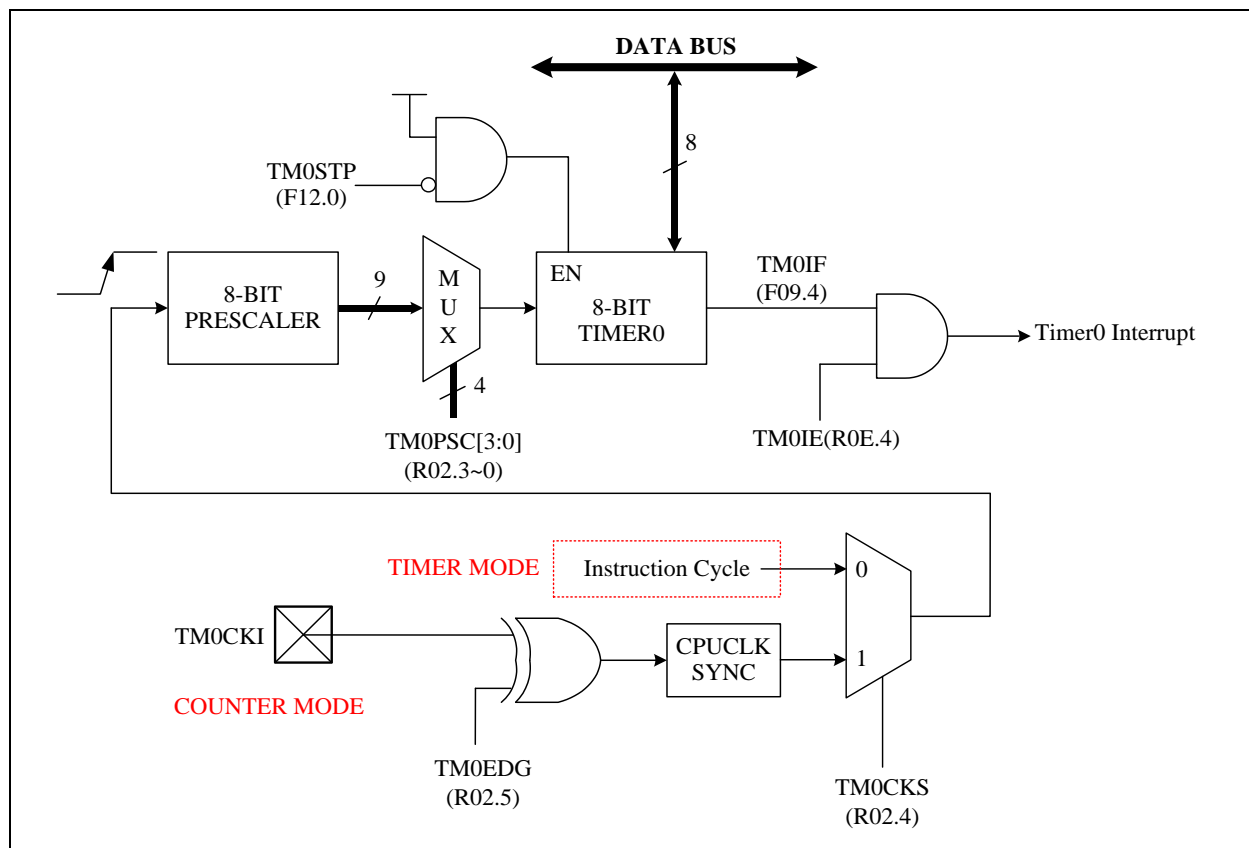 DATA BUS
8
TM0STP
(F12.0)
EN
8-BIT
PRESCALER
9
M
U
X
8-BIT
TIMER0
TM0IF
(F09.4)
Timer0 Interrupt
4
TM0PSC[3:0]
(R02.3~0)
TM0IE(R0E.4)
TIMER MODE
Instruction Cycle
0
TM0CKI
CPUCLK
SYNC
1
COUNTER MODE
TM0EDG
(R02.5)
TM0CKS
(R02.4)